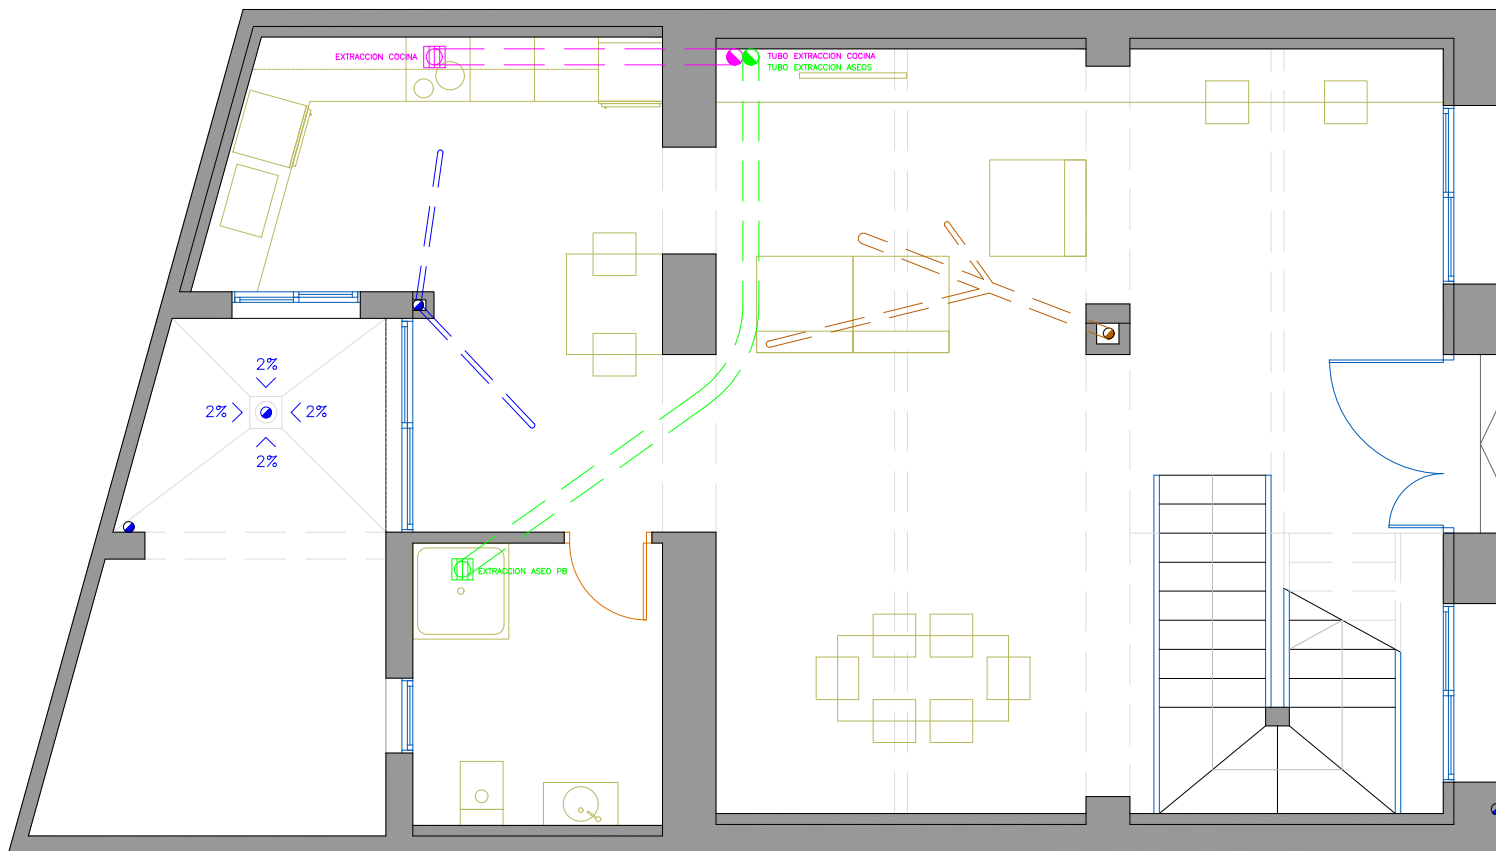 EXTRACCION COCINA
TUBO EXTRACCION COCINA
TUBO EXTRACCION ASEOS
2%
2%
2%
2%
EXTRACCION ASEO PB